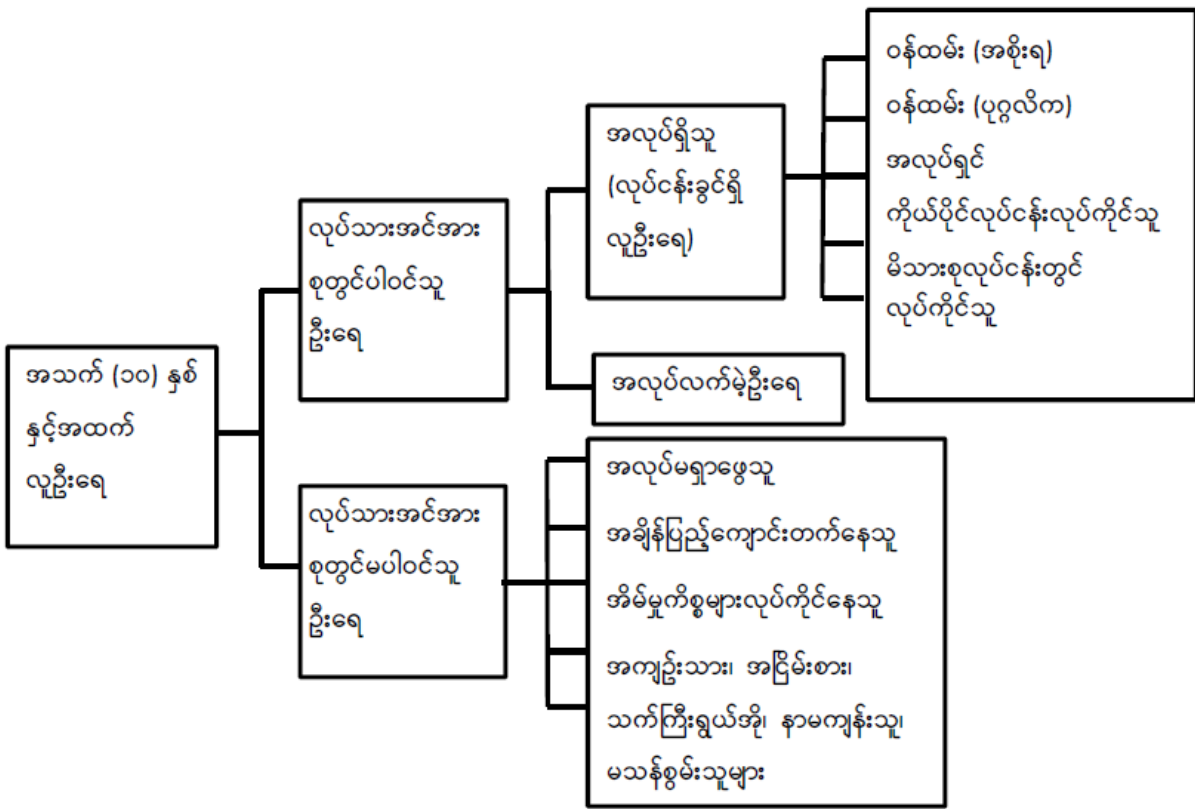 အသက် (၁၀) နှစ်
နှင့်အထက်
လူဦးရေ
လုပ်သားအင်အား
စုတွင်ပါဝင်သူ
ဦးရေ
အလုပ်ရှိသူ
(လုပ်ငန်းခွင်ရှိ
လူဦးရေ)
ဝန်ထမ်း (အစိုးရ)
ဝန်ထမ်း (ပုဂ္ဂလိက)
အလုပ်ရှင်
ကိုယ်ပိုင်လုပ်ငန်းလုပ်ကိုင်သူ
မိသားစုလုပ်ငန်းတွင်
လုပ်ကိုင်သူ
အလုပ်လက်မဲ့ဦးရေ
လုပ်သားအင်အား
စုတွင်မပါဝင်သူ
ဦးရေ
အလုပ်မရှာဖွေသူ
အချိန်ပြည့်ကျောင်းတက်နေသူ
အိမ်မှုကိစ္စများလုပ်ကိုင်နေသူ
အကျဉ်းသား၊ အငြိမ်းစား၊
သက်ကြီးရွယ်အို၊ နာမကျန်းသူ၊
မသန်စွမ်းသူများ